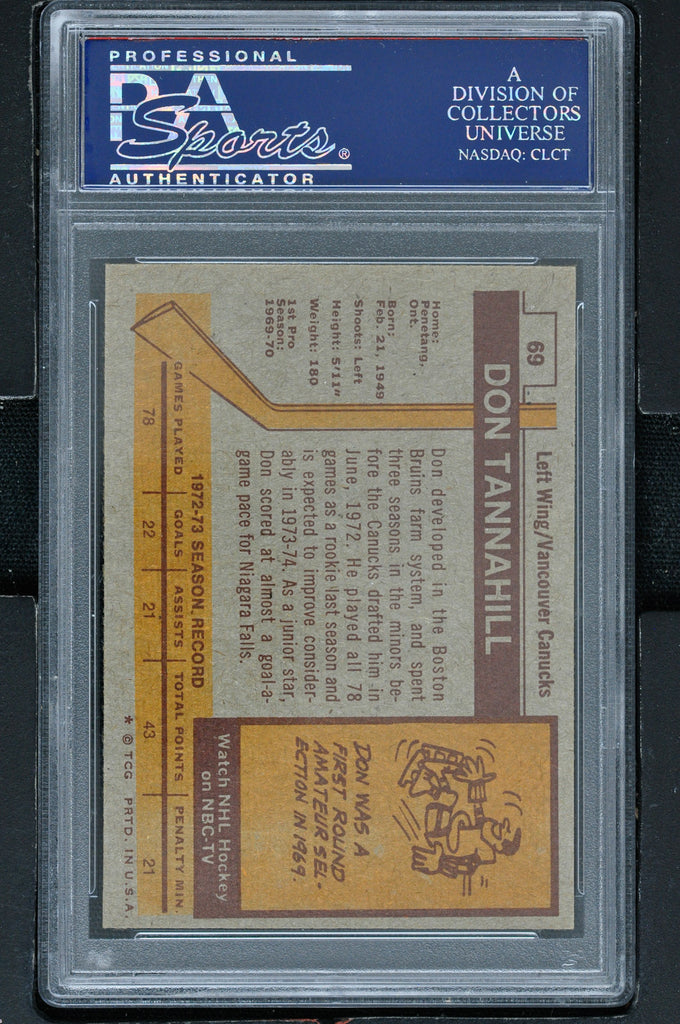 PROFESSIONAL
PSA
Sports®
AUTHENTICATOR
A
DIVISION OF
COLLECTORS
UNIVERSE
NASDAQ: CLCT
69
Left Wing/Vancouver Canucks
DON TANNAHILL
Home:
Penetang.,
Ont.
Born:
Feb. 21, 1949
Shoots: Left
Height: 5'11"
Weight: 180
1st Pro
Season:
1969-70
Don developed in the Boston
Bruins farm system, and spent
three seasons in the minors be-
fore the Canucks drafted him in
June, 1972. He played all 78
games as a rookie last season and
is expected to improve consider-
ably in 1973-74. As a junior star,
Don scored at almost a goal-a-
game pace for Niagara Falls.
DON WAS A
FIRST ROUND
AMATEUR SEL-
ECTION IN 1969.
Watch NHL Hockey
on NBC-TV
1972-73 SEASON RECORD
GAMES PLAYED | GOALS | ASSISTS | TOTAL POINTS | PENALTY MIN.
78 22 21 43 21
* © TCG PRTD. IN U.S.A.